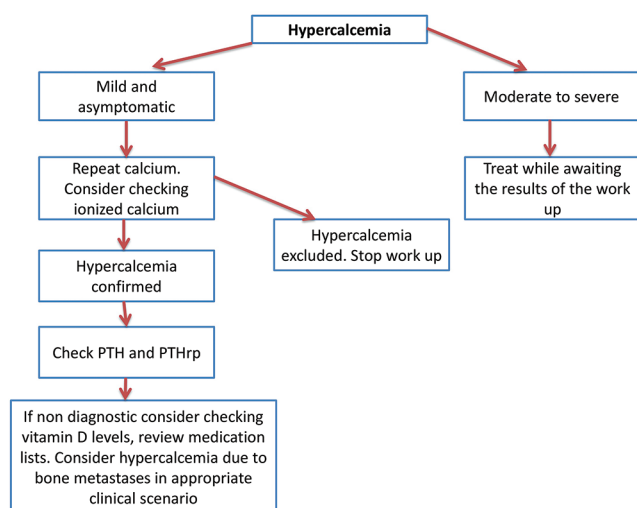 Hypercalcemia
Mild and
asymptomatic
Moderate to severe
Repeat calcium.
Consider checking
ionized calcium
Treat while awaiting
the results of the work
up
Hypercalcemia
excluded. Stop work up
Hypercalcemia
confirmed
Check PTH and PTHrp
If non diagnostic consider checking
vitamin D levels, review medication
lists. Consider hypercalcemia due to
bone metastases in appropriate
clinical scenario